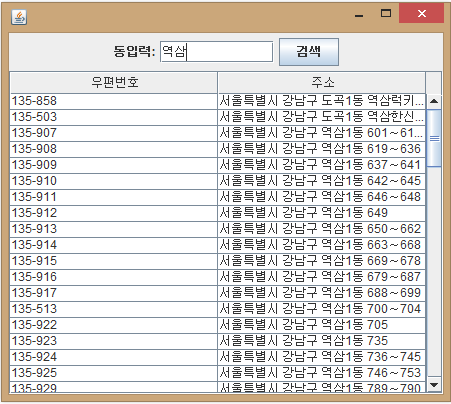 동입력: 역삼 검색
우편번호 주소
135-858 서울특별시 강남구 도곡1동 역삼럭키...
135-503 서울특별시 강남구 도곡1동 역삼한신...
135-907 서울특별시 강남구 역삼1동 601～61...
135-908 서울특별시 강남구 역삼1동 619～636
135-909 서울특별시 강남구 역삼1동 637～641
135-910 서울특별시 강남구 역삼1동 642～645
135-911 서울특별시 강남구 역삼1동 646～648
135-912 서울특별시 강남구 역삼1동 649
135-913 서울특별시 강남구 역삼1동 650～662
135-914 서울특별시 강남구 역삼1동 663～668
135-915 서울특별시 강남구 역삼1동 669～678
135-916 서울특별시 강남구 역삼1동 679～687
135-917 서울특별시 강남구 역삼1동 688～699
135-513 서울특별시 강남구 역삼1동 700～704
135-922 서울특별시 강남구 역삼1동 705
135-923 서울특별시 강남구 역삼1동 735
135-924 서울특별시 강남구 역삼1동 736～745
135-925 서울특별시 강남구 역삼1동 746～753
135-929 서울특별시 강남구 역삼1동 789～790